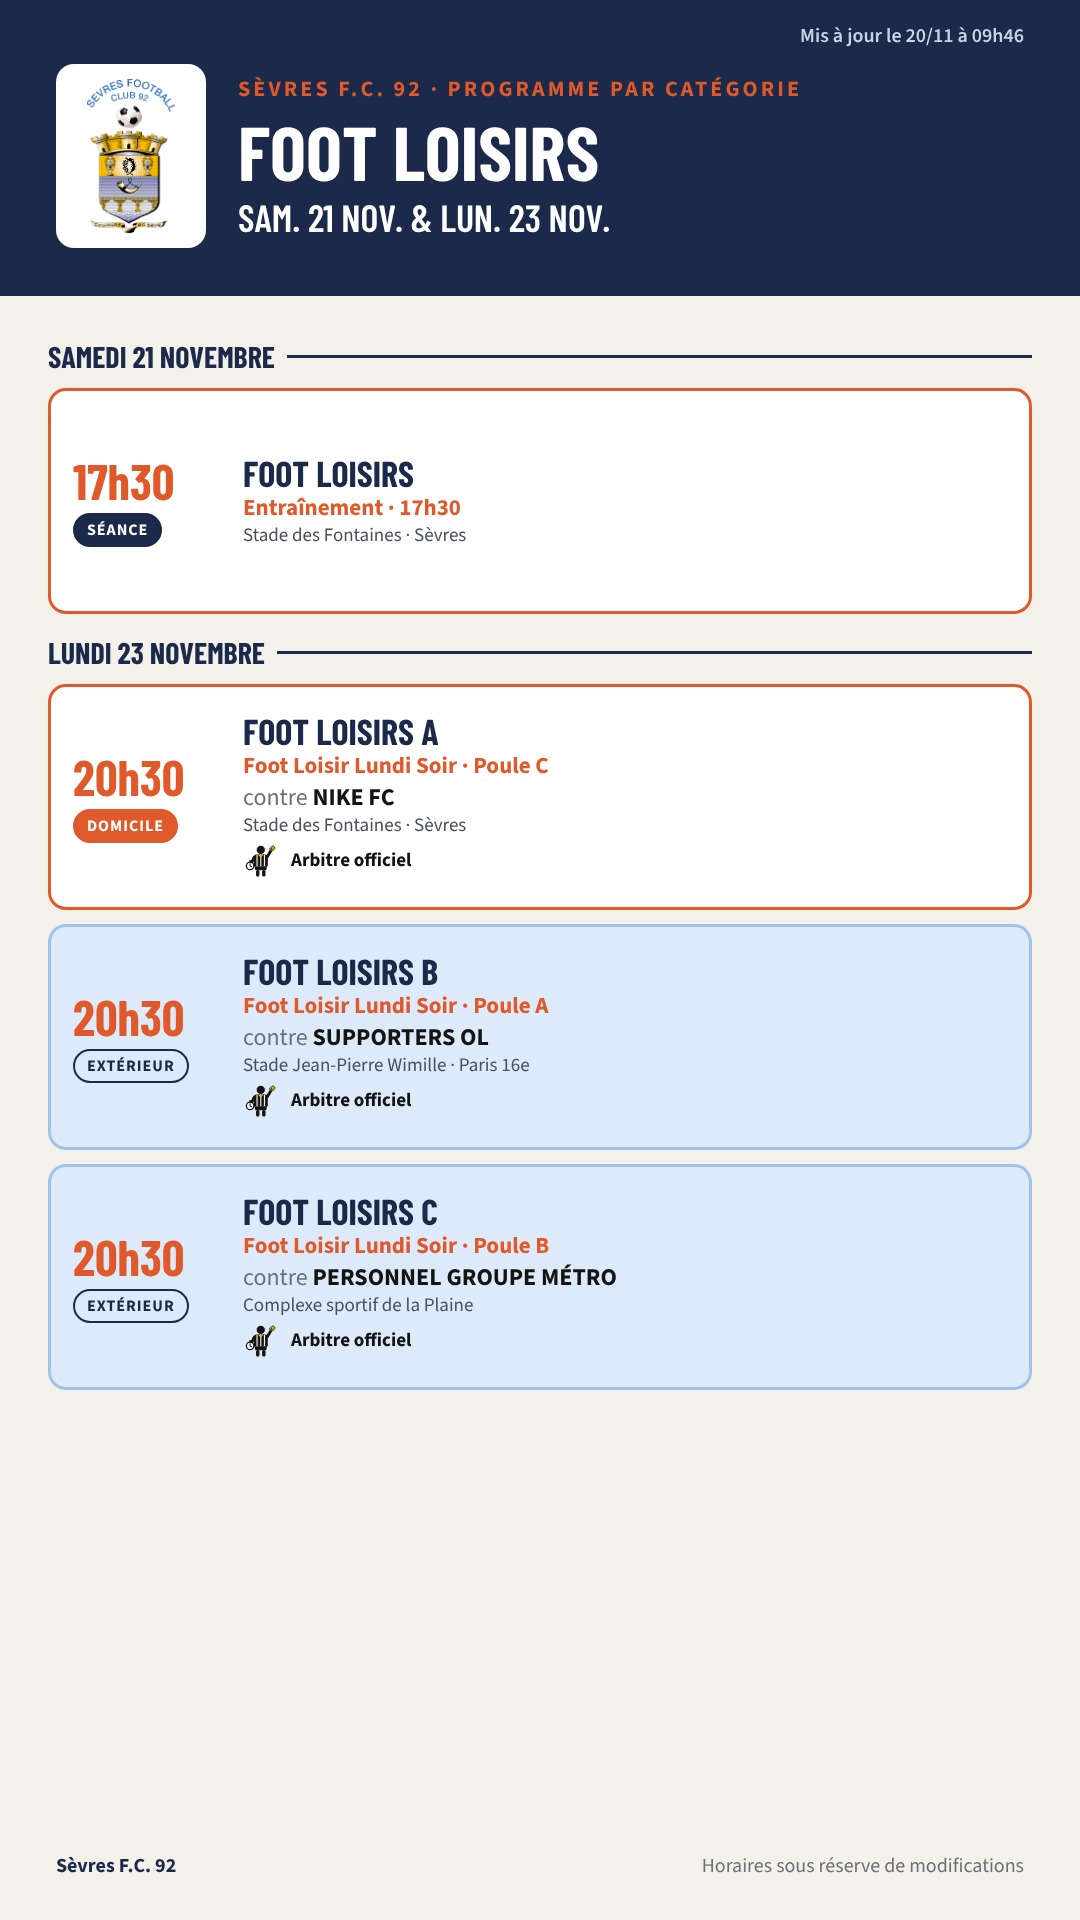 Mis à jour le 20/11 à 09h46
SEVRES FOOTBALL
CLUB 92
SÈVRES F.C. 92 · PROGRAMME PAR CATÉGORIE
FOOT LOISIRS
SAM. 21 NOV. & LUN. 23 NOV.
SAMEDI 21 NOVEMBRE
17h30
SÉANCE
FOOT LOISIRS
Entraînement · 17h30
Stade des Fontaines · Sèvres
LUNDI 23 NOVEMBRE
20h30
DOMICILE
FOOT LOISIRS A
Foot Loisir Lundi Soir · Poule C
contre NIKE FC
Stade des Fontaines · Sèvres
Arbitre officiel
20h30
EXTÉRIEUR
FOOT LOISIRS B
Foot Loisir Lundi Soir · Poule A
contre SUPPORTERS OL
Stade Jean-Pierre Wimille · Paris 16e
Arbitre officiel
20h30
EXTÉRIEUR
FOOT LOISIRS C
Foot Loisir Lundi Soir · Poule B
contre PERSONNEL GROUPE MÉTRO
Complexe sportif de la Plaine
Arbitre officiel
Sèvres F.C. 92
Horaires sous réserve de modifications